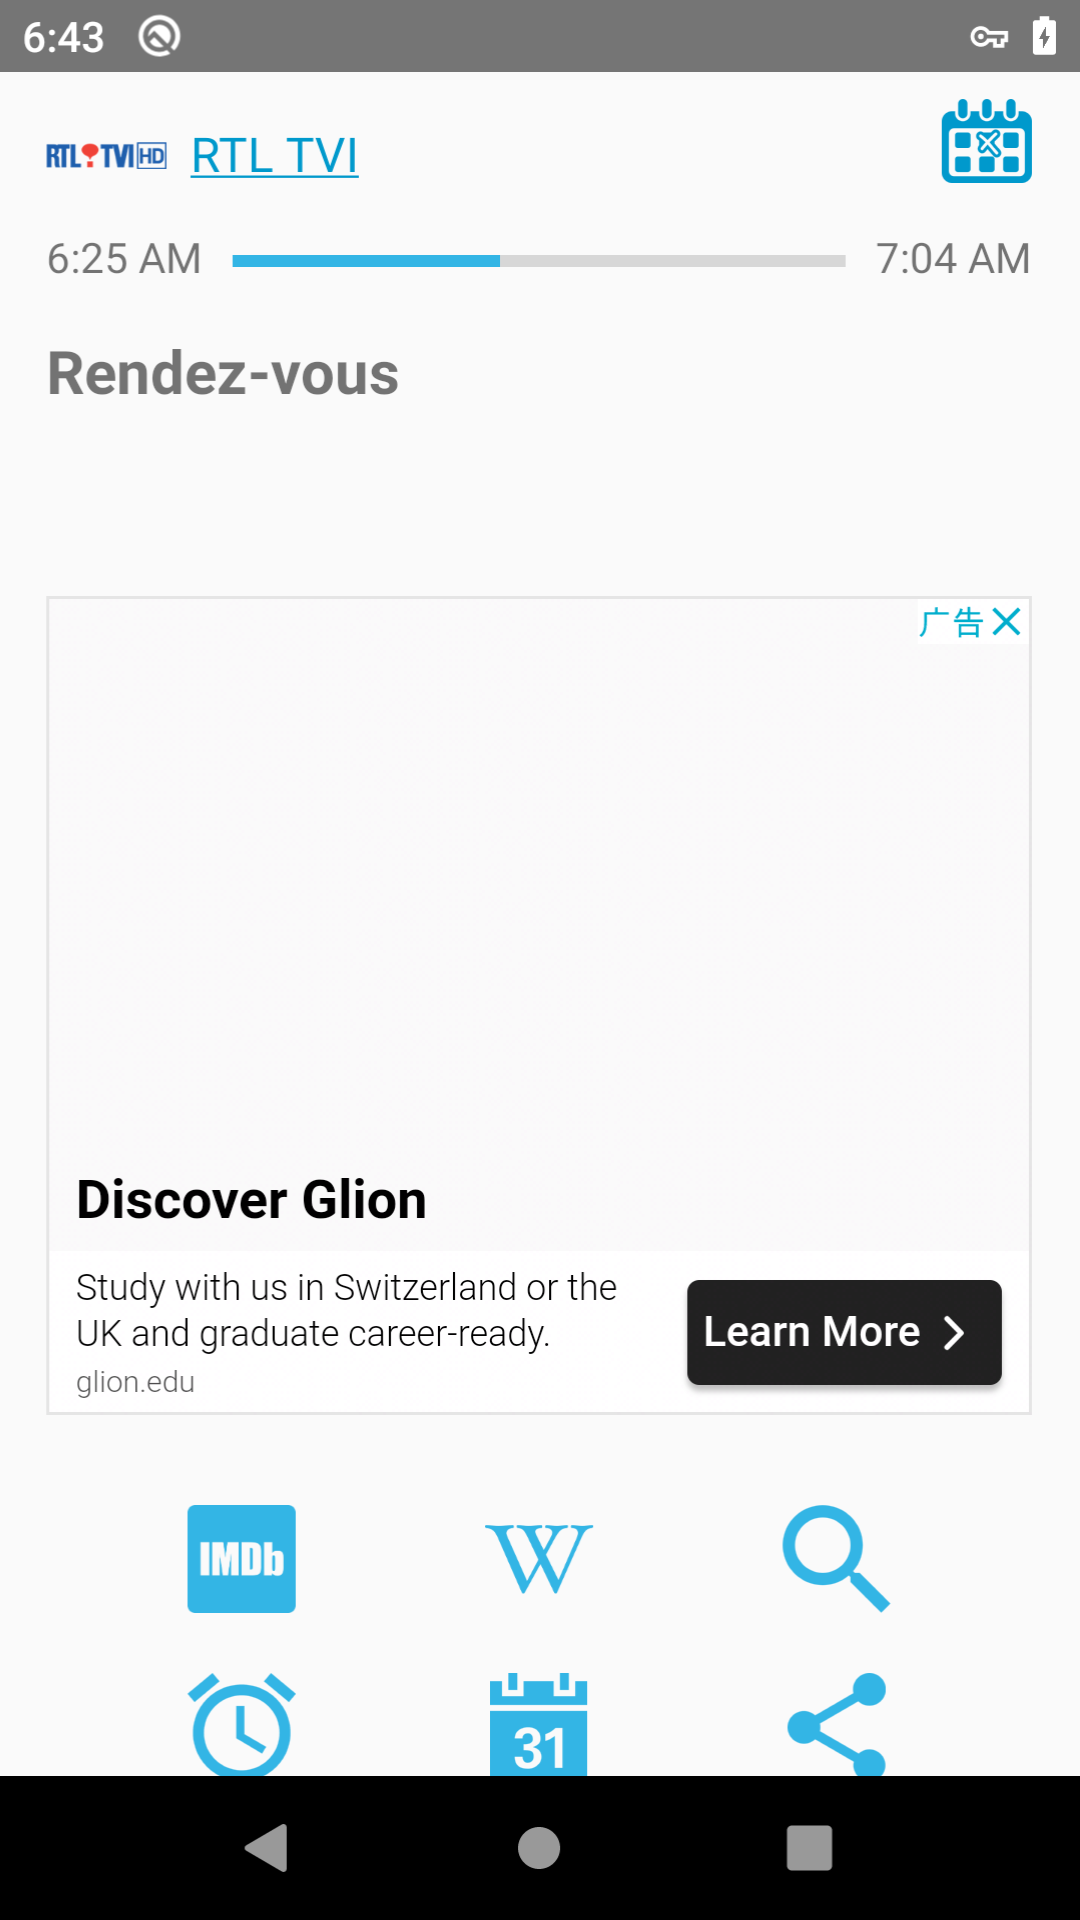 6:43
RTL TVI HD RTL TVI
6:25 AM 7:04 AM
Rendez-vous
广告
Discover Glion
Study with us in Switzerland or the
UK and graduate career-ready.
glion.edu
Learn More
IMDb W
31